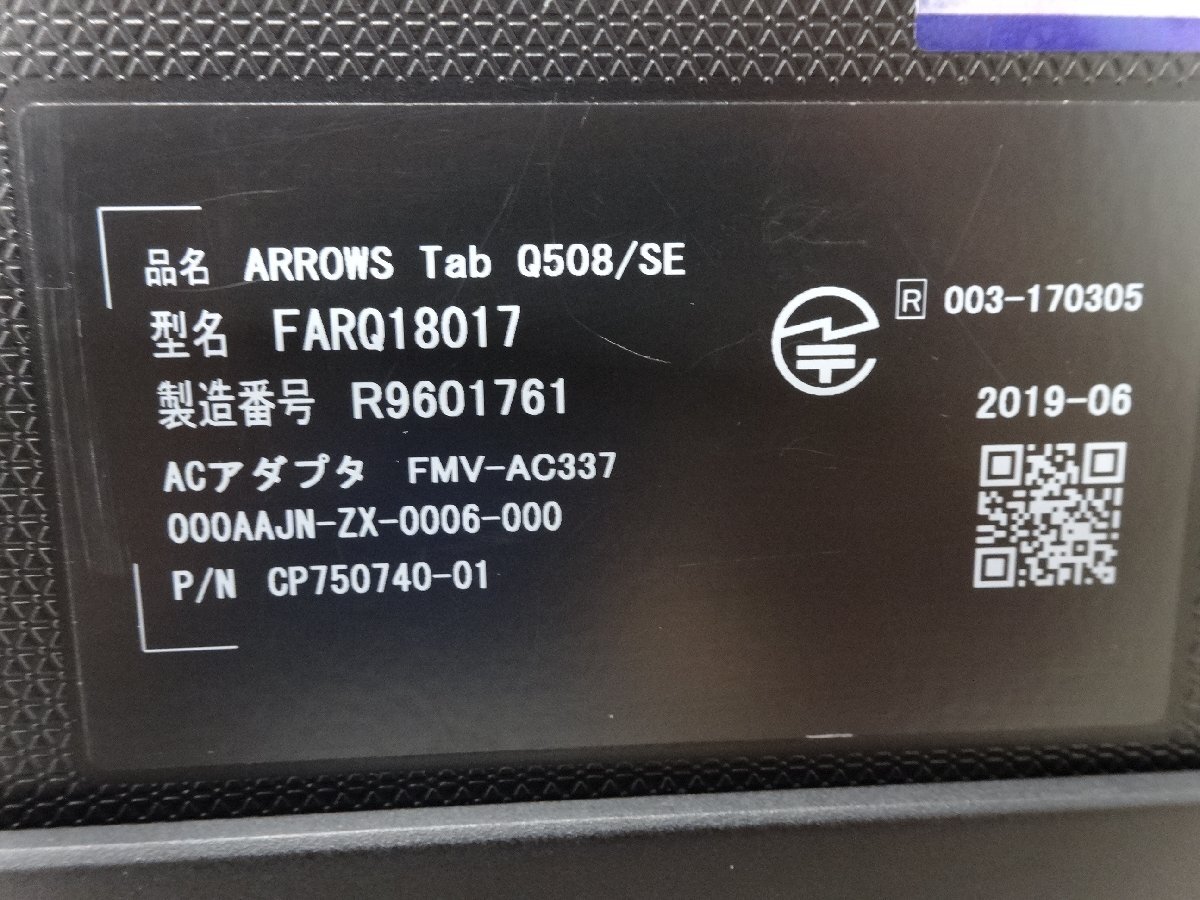 品名 ARROWS Tab Q508/SE
型名 FARQ18017
製造番号 R9601761
ACアダプタ FMV-AC337
000AAJN-ZX-0006-000
P/N CP750740-01
R 003-170305
2019-06